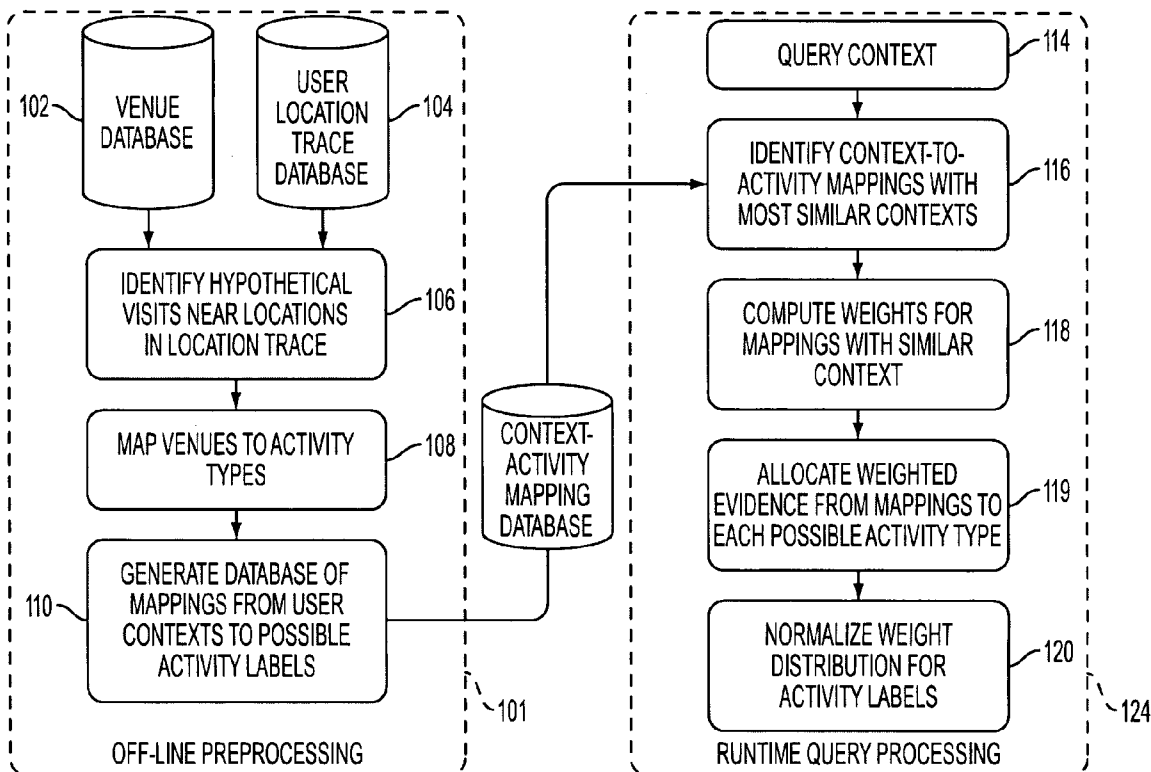 102
VENUE
DATABASE
USER
LOCATION
TRACE
DATABASE
104
IDENTIFY HYPOTHETICAL
VISITS NEAR LOCATIONS
IN LOCATION TRACE
106
MAP VENUES TO ACTIVITY
TYPES
108
110
GENERATE DATABASE OF
MAPPINGS FROM USER
CONTEXTS TO POSSIBLE
ACTIVITY LABELS
101
OFF-LINE PREPROCESSING
CONTEXT-
ACTIVITY
MAPPING
DATABASE
QUERY CONTEXT
114
IDENTIFY CONTEXT-TO-
ACTIVITY MAPPINGS WITH
MOST SIMILAR CONTEXTS
116
COMPUTE WEIGHTS FOR
MAPPINGS WITH SIMILAR
CONTEXT
118
ALLOCATE WEIGHTED
EVIDENCE FROM MAPPINGS TO
EACH POSSIBLE ACTIVITY TYPE
119
NORMALIZE WEIGHT
DISTRIBUTION FOR
ACTIVITY LABELS
120
124
RUNTIME QUERY PROCESSING